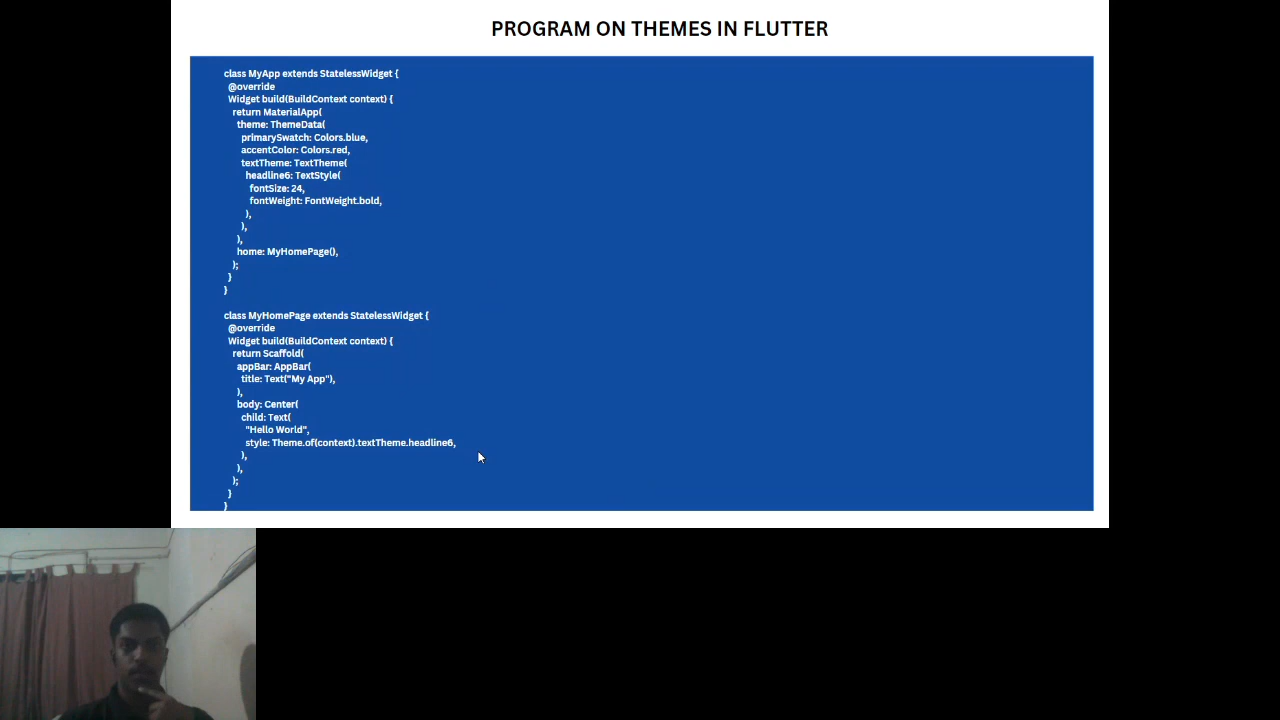 PROGRAM ON THEMES IN FLUTTER
class MyApp extends StatelessWidget {
@override
Widget build(BuildContext context) {
return MaterialApp(
theme: ThemeData(
primarySwatch: Colors.blue,
accentColor: Colors.red,
textTheme: TextTheme(
headline6: TextStyle(
fontSize: 24,
fontWeight: FontWeight.bold,
),
),
),
home: MyHomePage(),
);
}
}
class MyHomePage extends StatelessWidget {
@override
Widget build(BuildContext context) {
return Scaffold(
appBar: AppBar(
title: Text("My App"),
),
body: Center(
child: Text(
"Hello World",
style: Theme.of(context).textTheme.headline6,
),
),
);
}
}